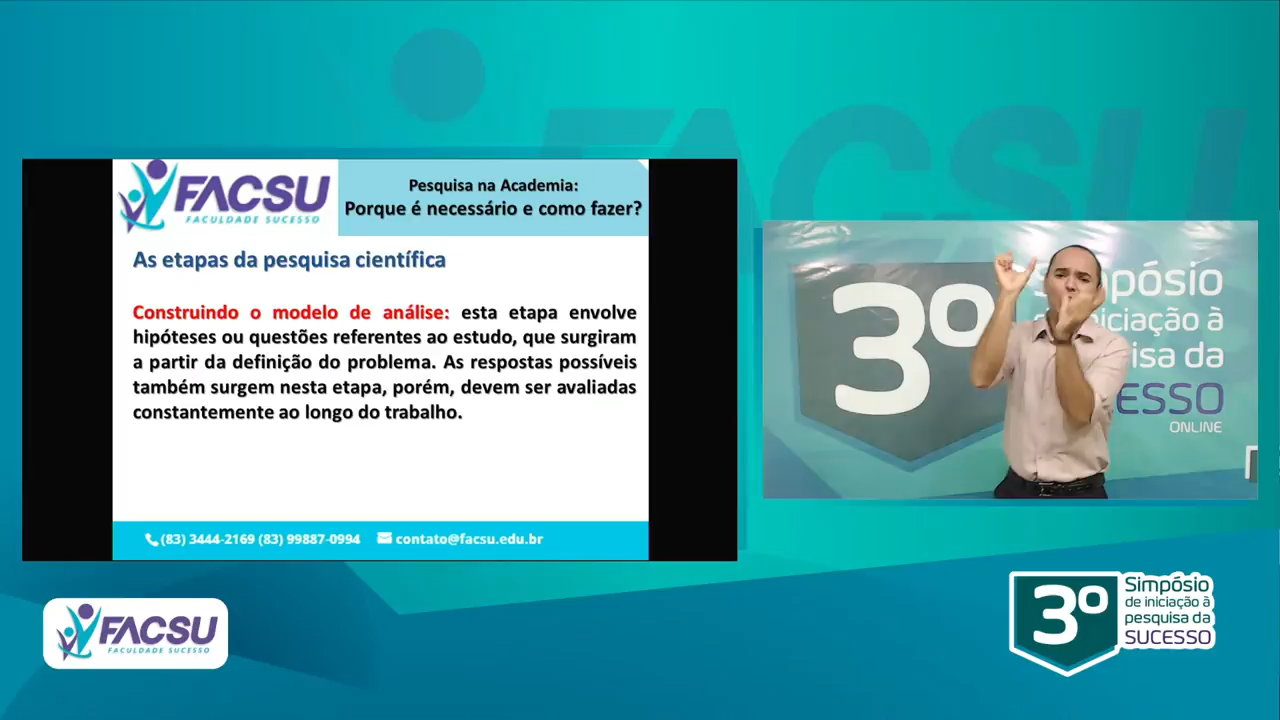 FACSU
FACSU
FACULDADE SUCESSO
Pesquisa na Academia:
Porque é necessário e como fazer?
As etapas da pesquisa científica
Construindo o modelo de análise: esta etapa envolve
hipóteses ou questões referentes ao estudo, que surgiram
a partir da definição do problema. As respostas possíveis
também surgem nesta etapa, porém, devem ser avaliadas
constantemente ao longo do trabalho.
(83) 3444-2169 (83) 99887-0994 contato@facsu.edu.br
3º
pósio
iciação à
isa da
ESSO
ONLINE
FACSU
FACULDADE SUCESSO
3º
Simpósio
de iniciação à
pesquisa da
SUCESSO